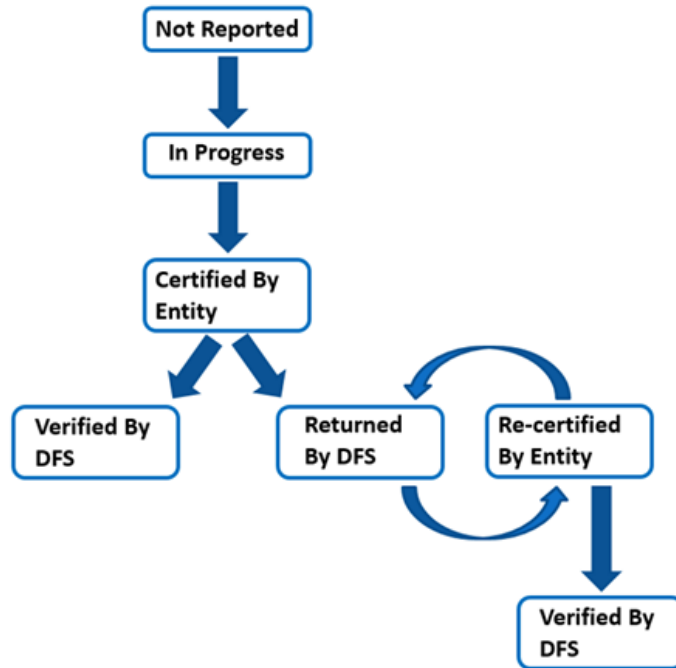 Not Reported
In Progress
Certified By
Entity
Verified By
DFS
Returned
By DFS
Re-certified
By Entity
Verified By
DFS